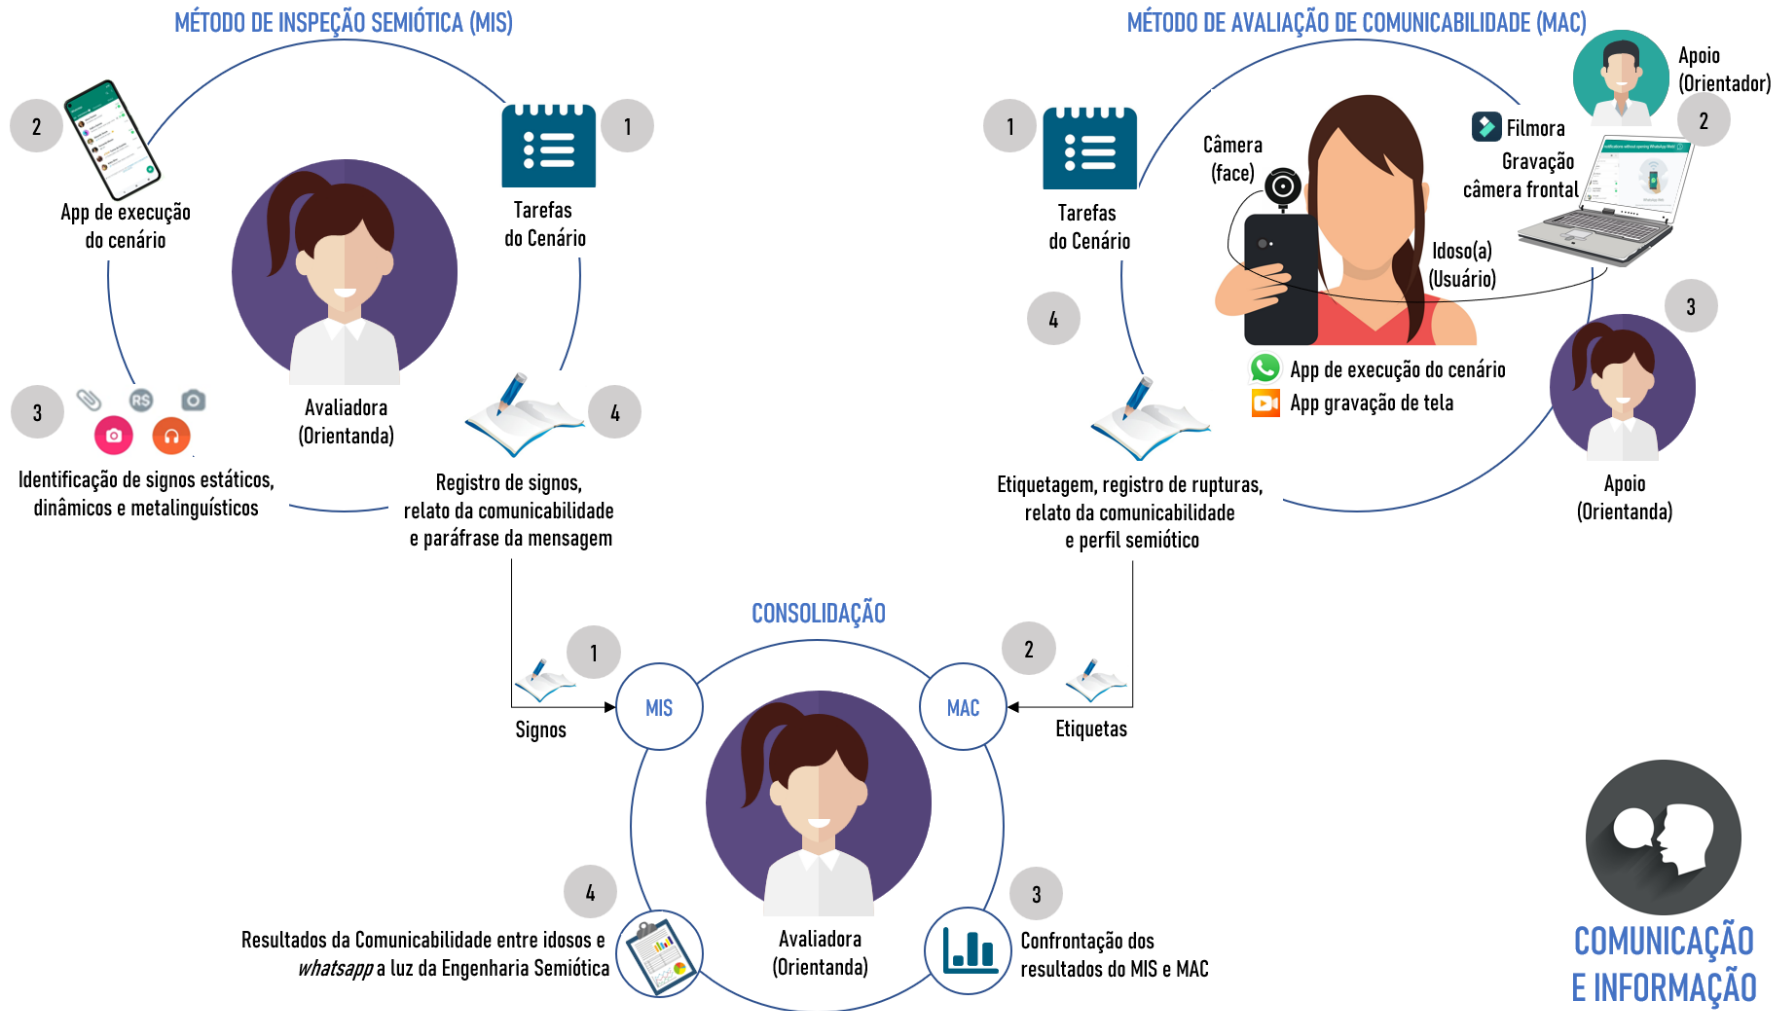 MÉTODO DE INSPEÇÃO SEMIÓTICA (MIS)
2
1
App de execução
do cenário
Tarefas
do Cenário
3
Avaliadora
(Orientanda)
4
Identificação de signos estáticos,
dinâmicos e metalinguísticos
Registro de signos,
relato da comunicabilidade
e paráfrase da mensagem
MÉTODO DE AVALIAÇÃO DE COMUNICABILIDADE (MAC)
1
Tarefas
do Cenário
Câmera
(face)
Apoio
(Orientador)
2
Filmora
Gravação
câmera frontal
Idoso(a)
(Usuário)
3
4
App de execução do cenário
App gravação de tela
Apoio
(Orientanda)
Etiquetagem, registro de rupturas,
relato da comunicabilidade
e perfil semiótico
CONSOLIDAÇÃO
1
2
MIS
MAC
Signos
Etiquetas
4
3
Resultados da Comunicabilidade entre idosos e
whatsapp a luz da Engenharia Semiótica
Avaliadora
(Orientanda)
Confrontação dos
resultados do MIS e MAC
R$
COMUNICAÇÃO
E INFORMAÇÃO